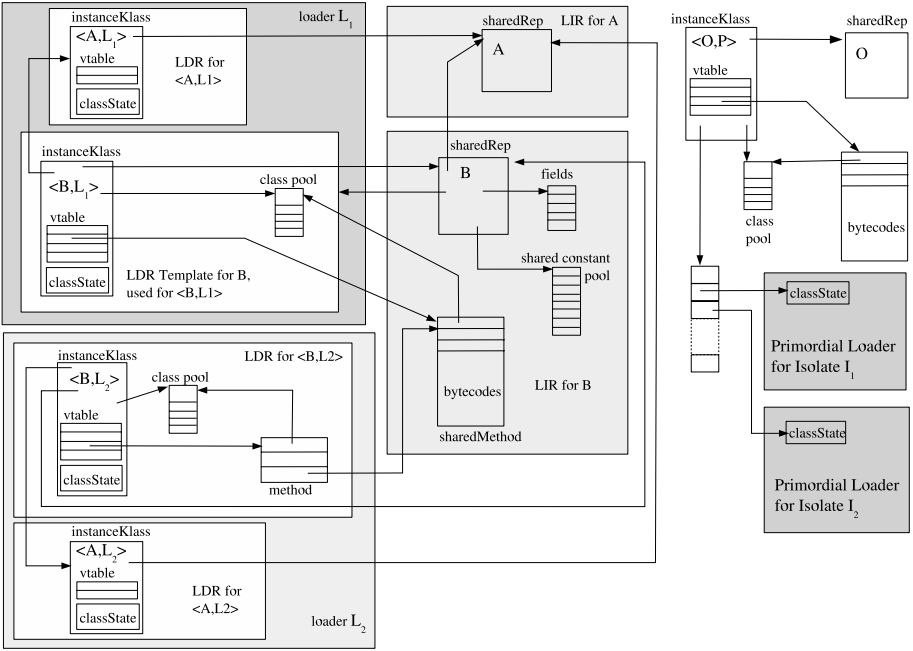 instanceKlass
loader L1
<A,L1>
vtable
classState
LDR for
<A,L1>
instanceKlass
<B,L1>
class pool
vtable
classState
LDR Template for B,
used for <B,L1>
sharedRep
LIR for A
A
sharedRep
B
fields
shared constant
pool
bytecodes
LIR for B
sharedMethod
LDR for <B,L2>
instanceKlass
<B,L2>
class pool
vtable
classState
method
instanceKlass
<A,L2>
vtable
classState
LDR for
<A,L2>
loader L2
instanceKlass
<O,P>
vtable
sharedRep
O
class
pool
bytecodes
classState
Primordial Loader
for Isolate I1
classState
Primordial Loader
for Isolate I2